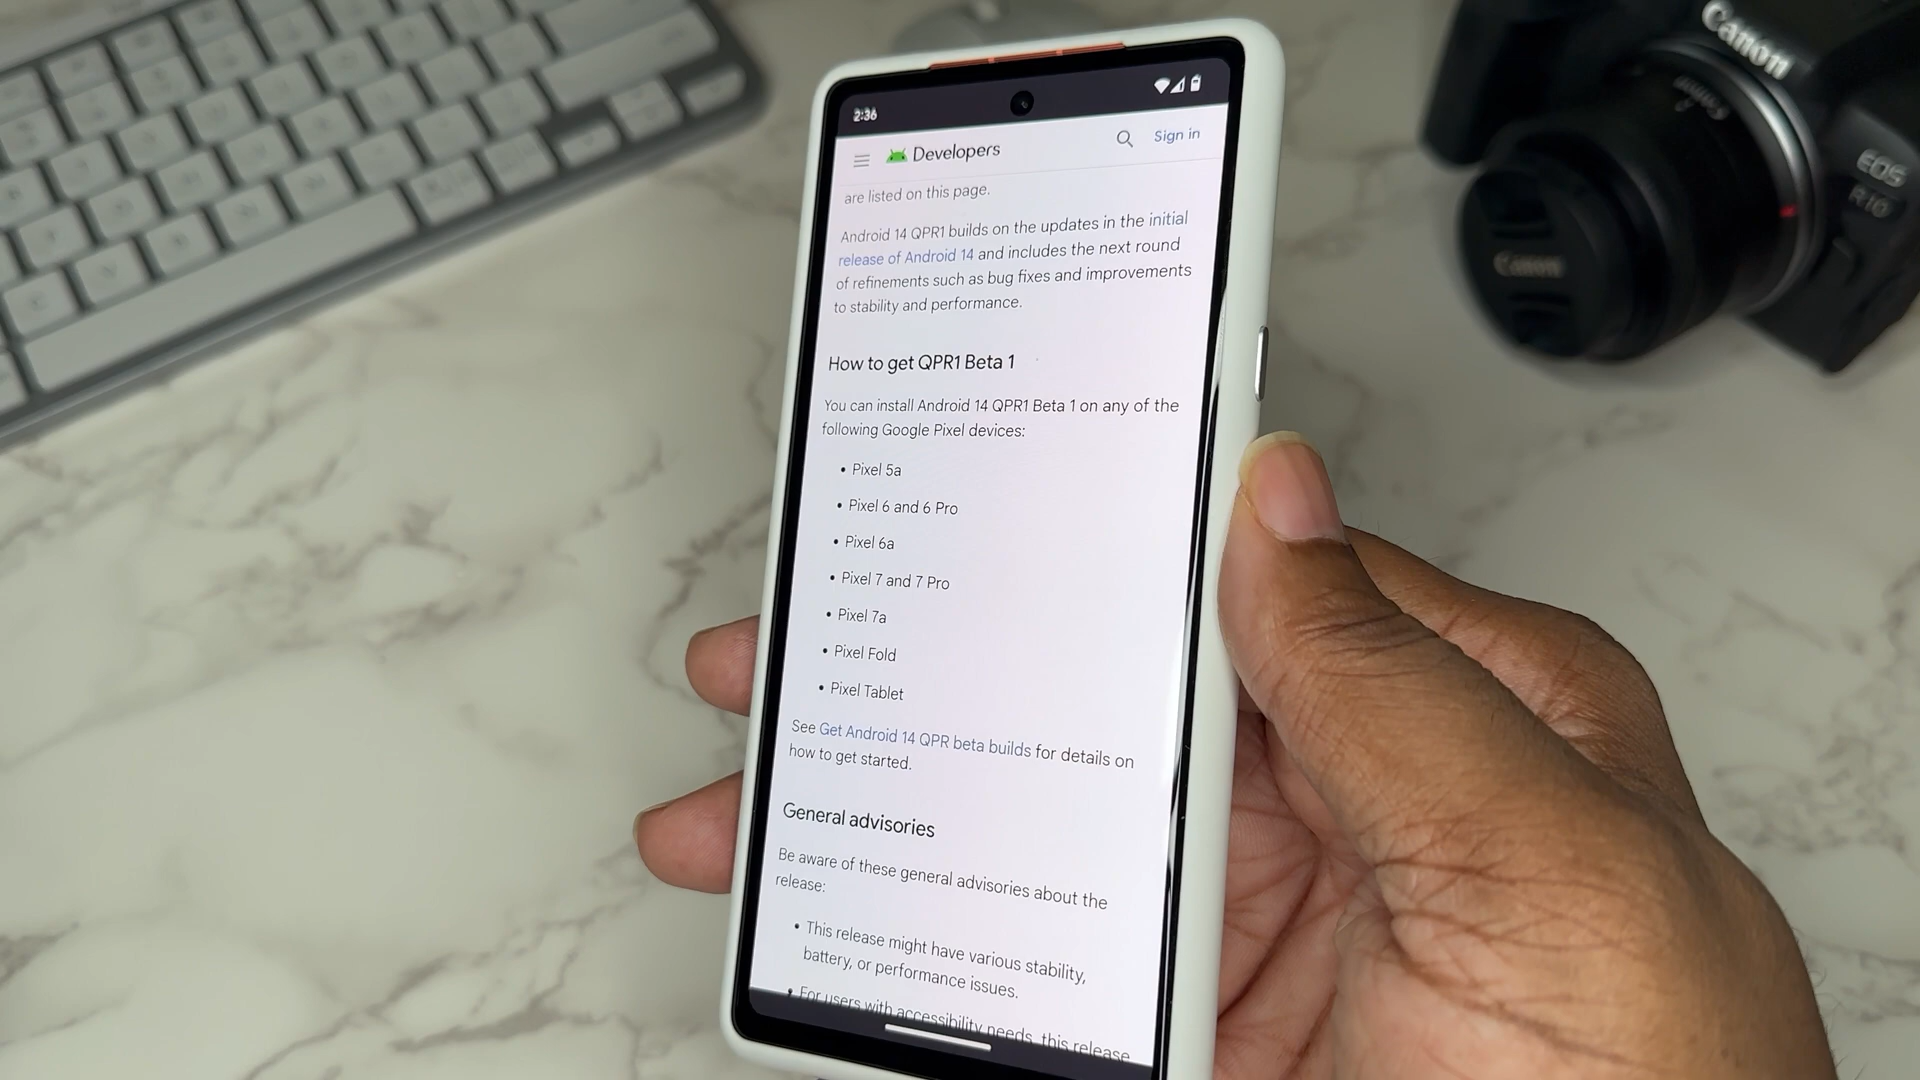 2:36
Developers
Sign in
are listed on this page.
Android 14 QPR1 builds on the updates in the initial
release of Android 14 and includes the next round
of refinements such as bug fixes and improvements
to stability and performance.
How to get QPR1 Beta 1
You can install Android 14 QPR1 Beta 1 on any of the
following Google Pixel devices:
• Pixel 5a
• Pixel 6 and 6 Pro
• Pixel 6a
• Pixel 7 and 7 Pro
• Pixel 7a
• Pixel Fold
• Pixel Tablet
See Get Android 14 QPR beta builds for details on
how to get started.
General advisories
Be aware of these general advisories about the
release:
• This release might have various stability,
battery, or performance issues.
• For users with accessibility needs, this release
Canon
Canon
EOS
R10
Canon